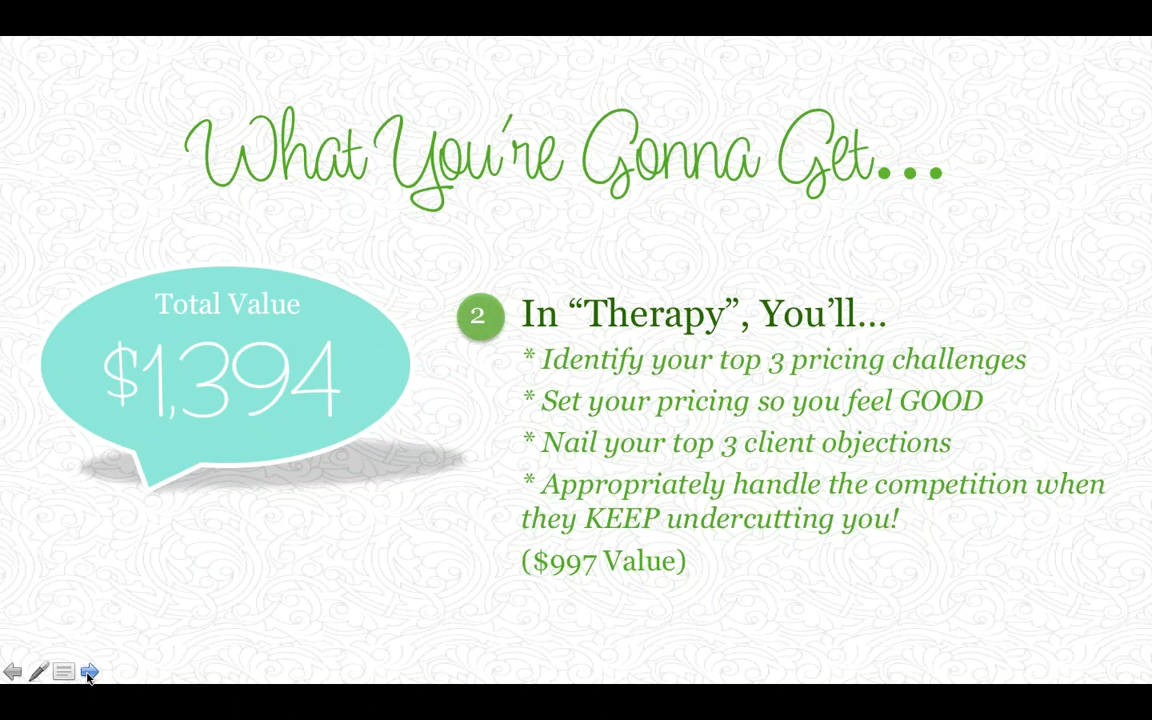 What You're Gonna Get...
Total Value
$1,394
2
In “Therapy”, You’ll...
* Identify your top 3 pricing challenges
* Set your pricing so you feel GOOD
* Nail your top 3 client objections
* Appropriately handle the competition when
they KEEP undercutting you!
($997 Value)